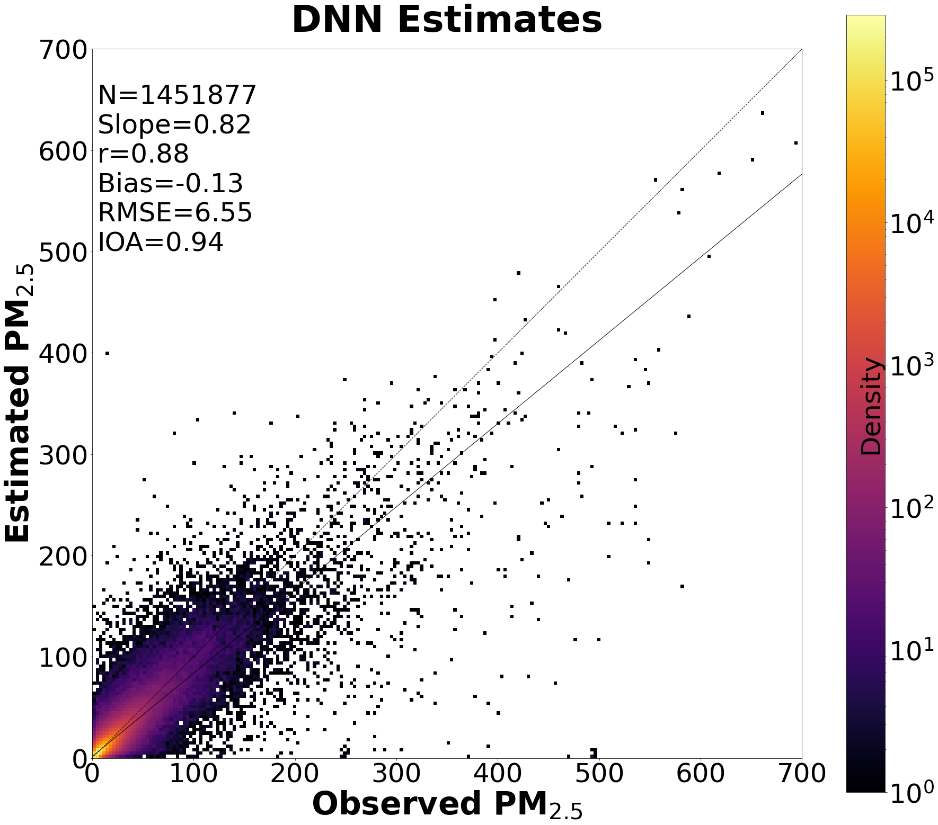 DNN Estimates
N=1451877
Slope=0.82
r=0.88
Bias=-0.13
RMSE=6.55
IOA=0.94
Estimated PM2.5
700
600
500
400
300
200
100
0
0 100 200 300 400 500 600 700
Observed PM2.5
10^5
10^4
10^3
10^2
10^1
10^0
Density